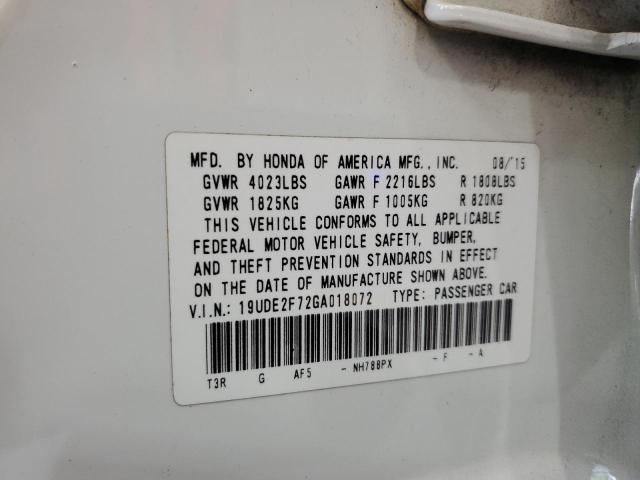 MFD. BY HONDA OF AMERICA MFG., INC. 08/15
GVWR 4023LBS GAWR F 2216LBS R 1808LBS
GVWR 1825KG GAWR F 1005KG R 820KG
THIS VEHICLE CONFORMS TO ALL APPLICABLE
FEDERAL MOTOR VEHICLE SAFETY, BUMPER,
AND THEFT PREVENTION STANDARDS IN EFFECT
ON THE DATE OF MANUFACTURE SHOWN ABOVE.
V.I.N.: 19UDE2F72GA018072 TYPE: PASSENGER CAR
T3R G AF5 - NH788PX - F - A